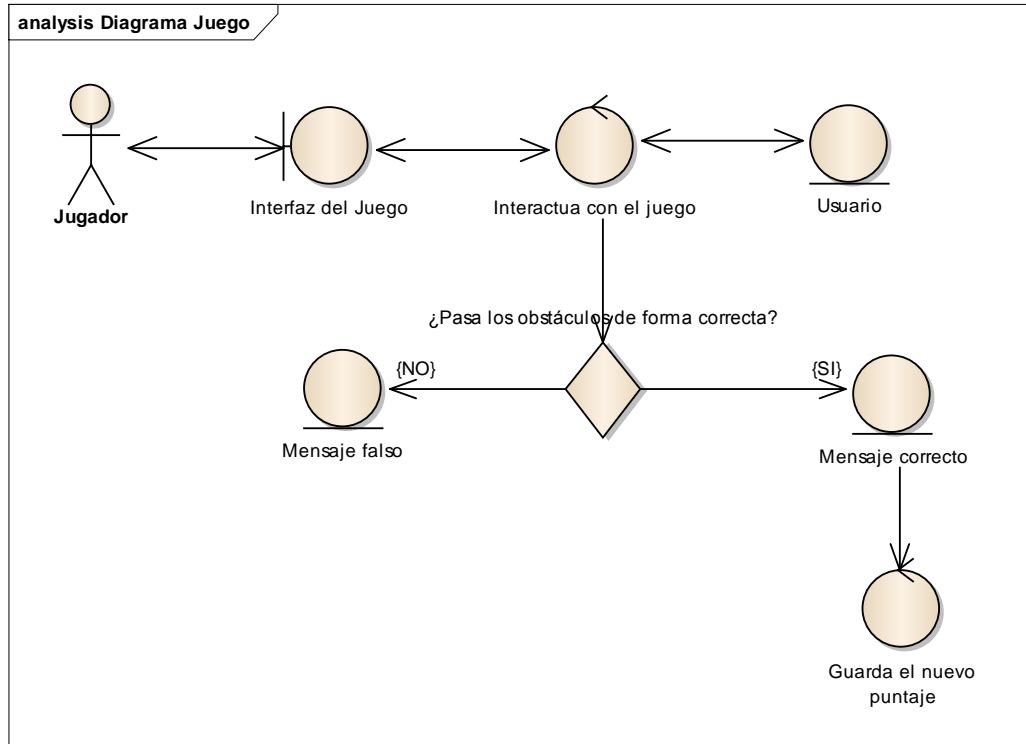 analysis Diagrama Juego
Jugador
Interfaz del Juego
Interactua con el juego
Usuario
¿Pasa los obstáculos de forma correcta?
{NO}
{SI}
Mensaje falso
Mensaje correcto
Guarda el nuevo
puntaje